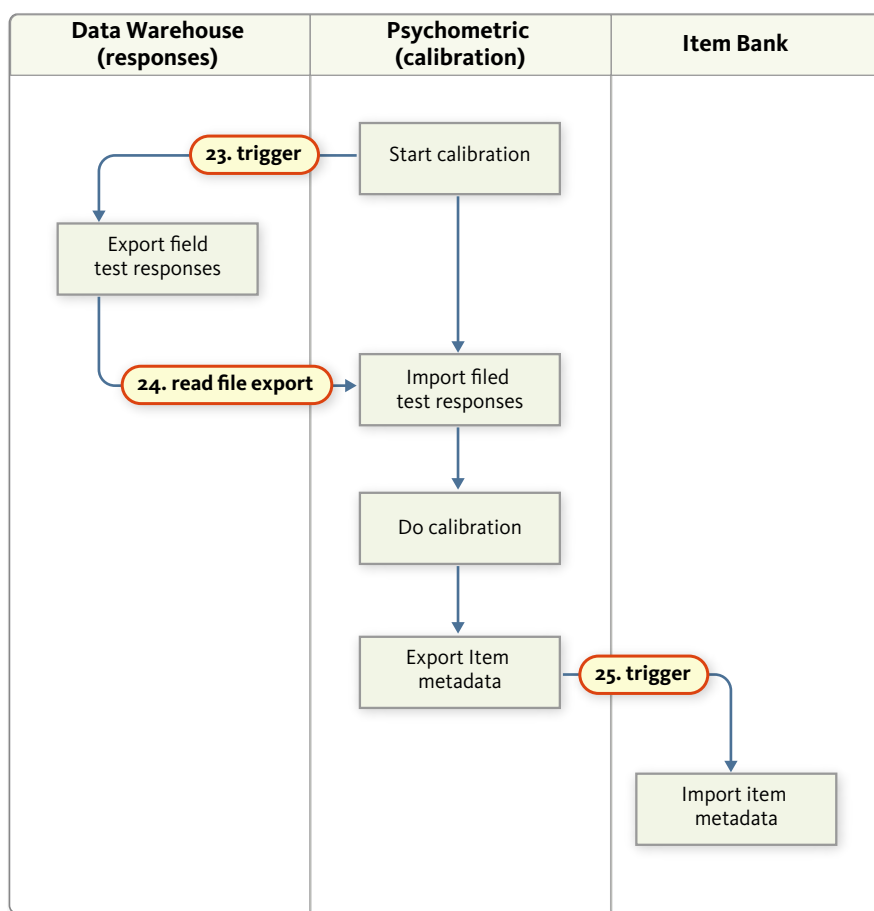 Data Warehouse
(responses)
Psychometric
(calibration)
Item Bank
23. trigger
Start calibration
Export field
test responses
24. read file export
Import filed
test responses
Do calibration
Export Item
metadata
25. trigger
Import item
metadata